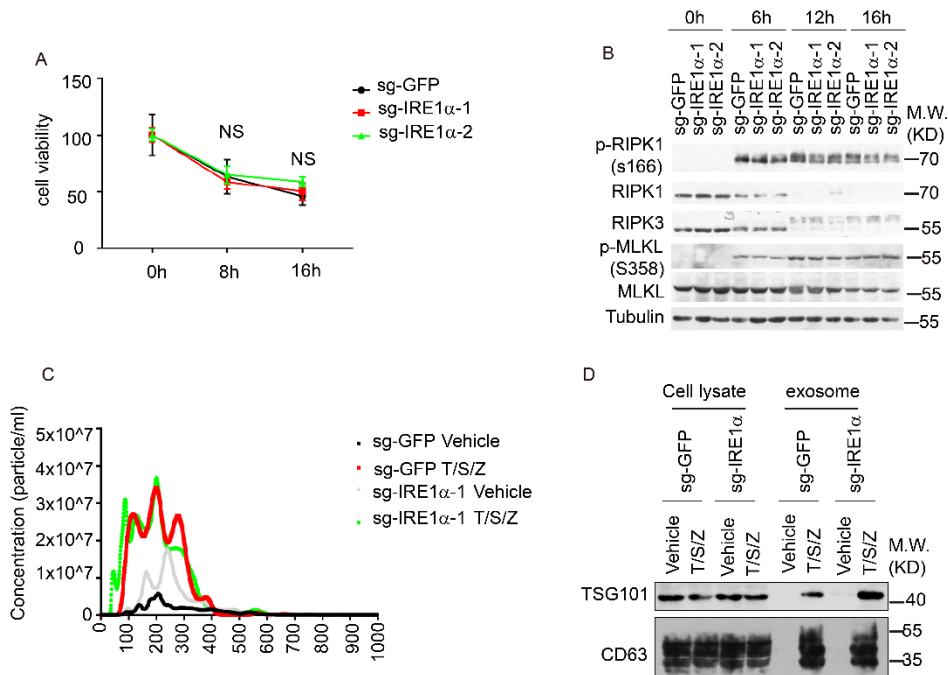 A
150
100
50
0
cell viability
NS
NS
0h
8h
16h
sg-GFP
sg-IRE1α-1
sg-IRE1α-2
B
0h
6h
12h
16h
sg-GFP
sg-IRE1α-1
sg-IRE1α-2
sg-GFP
sg-IRE1α-1
sg-IRE1α-2
sg-GFP
sg-IRE1α-1
sg-IRE1α-2
sg-GFP
sg-IRE1α-1
sg-IRE1α-2
M.W.
(KD)
p-RIPK1
(s166)
70
RIPK1
70
RIPK3
55
p-MLKL
(S358)
55
MLKL
55
Tubulin
55
C
Concentration (particle/ml)
5x10^7
4x10^7
3x10^7
2x10^7
1x10^7
0
0
100
200
300
400
500
600
700
800
900
1000
sg-GFP Vehicle
sg-GFP T/S/Z
sg-IRE1α-1 Vehicle
sg-IRE1α-1 T/S/Z
D
Cell lysate
exosome
sg-GFP
sg-IRE1α
sg-GFP
sg-IRE1α
Vehicle
T/S/Z
Vehicle
T/S/Z
Vehicle
T/S/Z
Vehicle
T/S/Z
M.W.
(KD)
TSG101
40
CD63
55
35